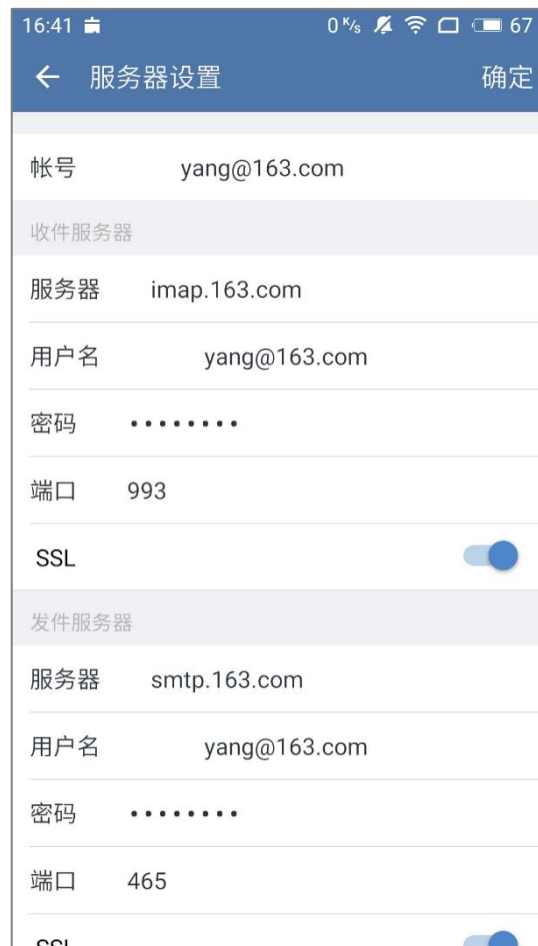 16:41 0 K/s 67
服务器设置 确定
帐号 yang@163.com
收件服务器
服务器 imap.163.com
用户名 yang@163.com
密码 ••••••••
端口 993
SSL
发件服务器
服务器 smtp.163.com
用户名 yang@163.com
密码 ••••••••
端口 465
SSL